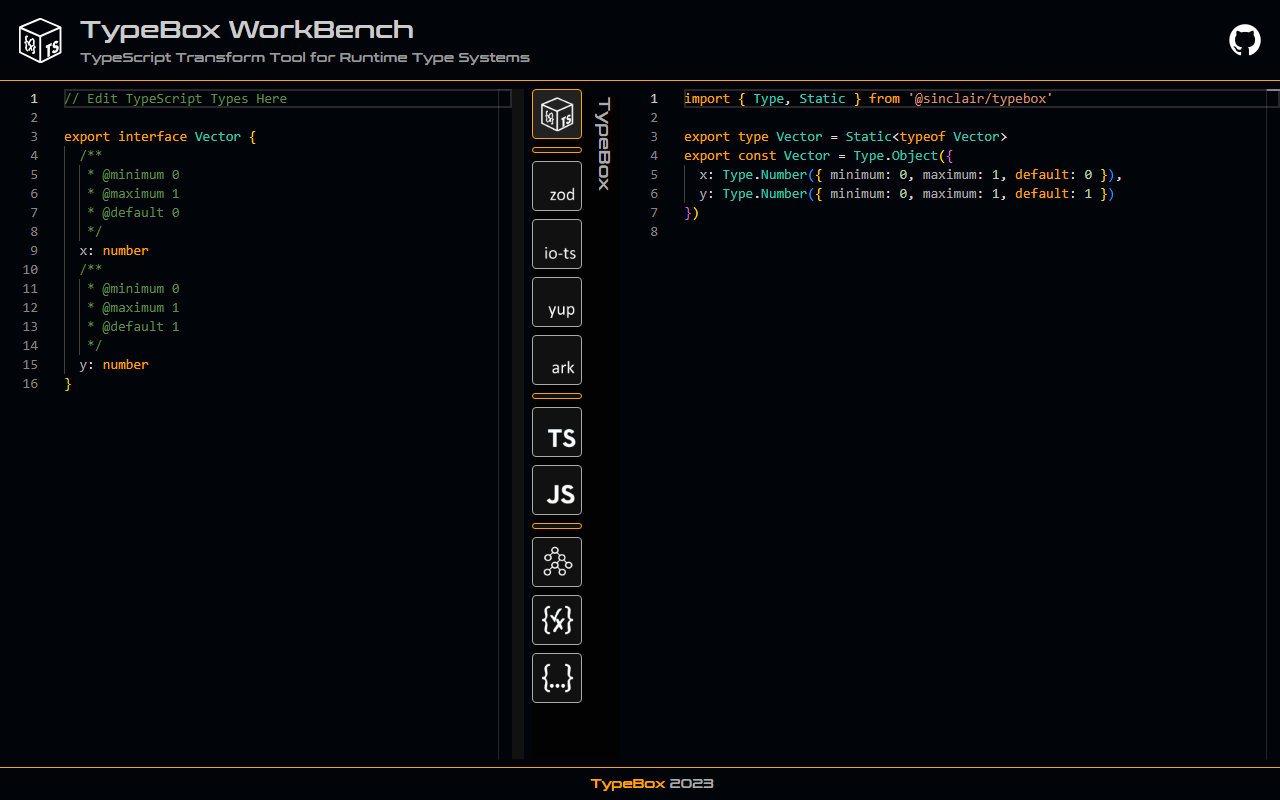 TypeBox WorkBench
TypeScript Transform Tool for Runtime Type Systems
1 // Edit TypeScript Types Here
2
3 export interface Vector {
4 /**
5 * @minimum 0
6 * @maximum 1
7 * @default 0
8 */
9 x: number
10 /**
11 * @minimum 0
12 * @maximum 1
13 * @default 1
14 */
15 y: number
16 }
TS
zod
io-ts
yup
ark
TS
JS
{✓x}
{...}
TypeBox
1 import { Type, Static } from '@sinclair/typebox'
2
3 export type Vector = Static<typeof Vector>
4 export const Vector = Type.Object({
5 x: Type.Number({ minimum: 0, maximum: 1, default: 0 }),
6 y: Type.Number({ minimum: 0, maximum: 1, default: 1 })
7 })
8
TypeBox 2023